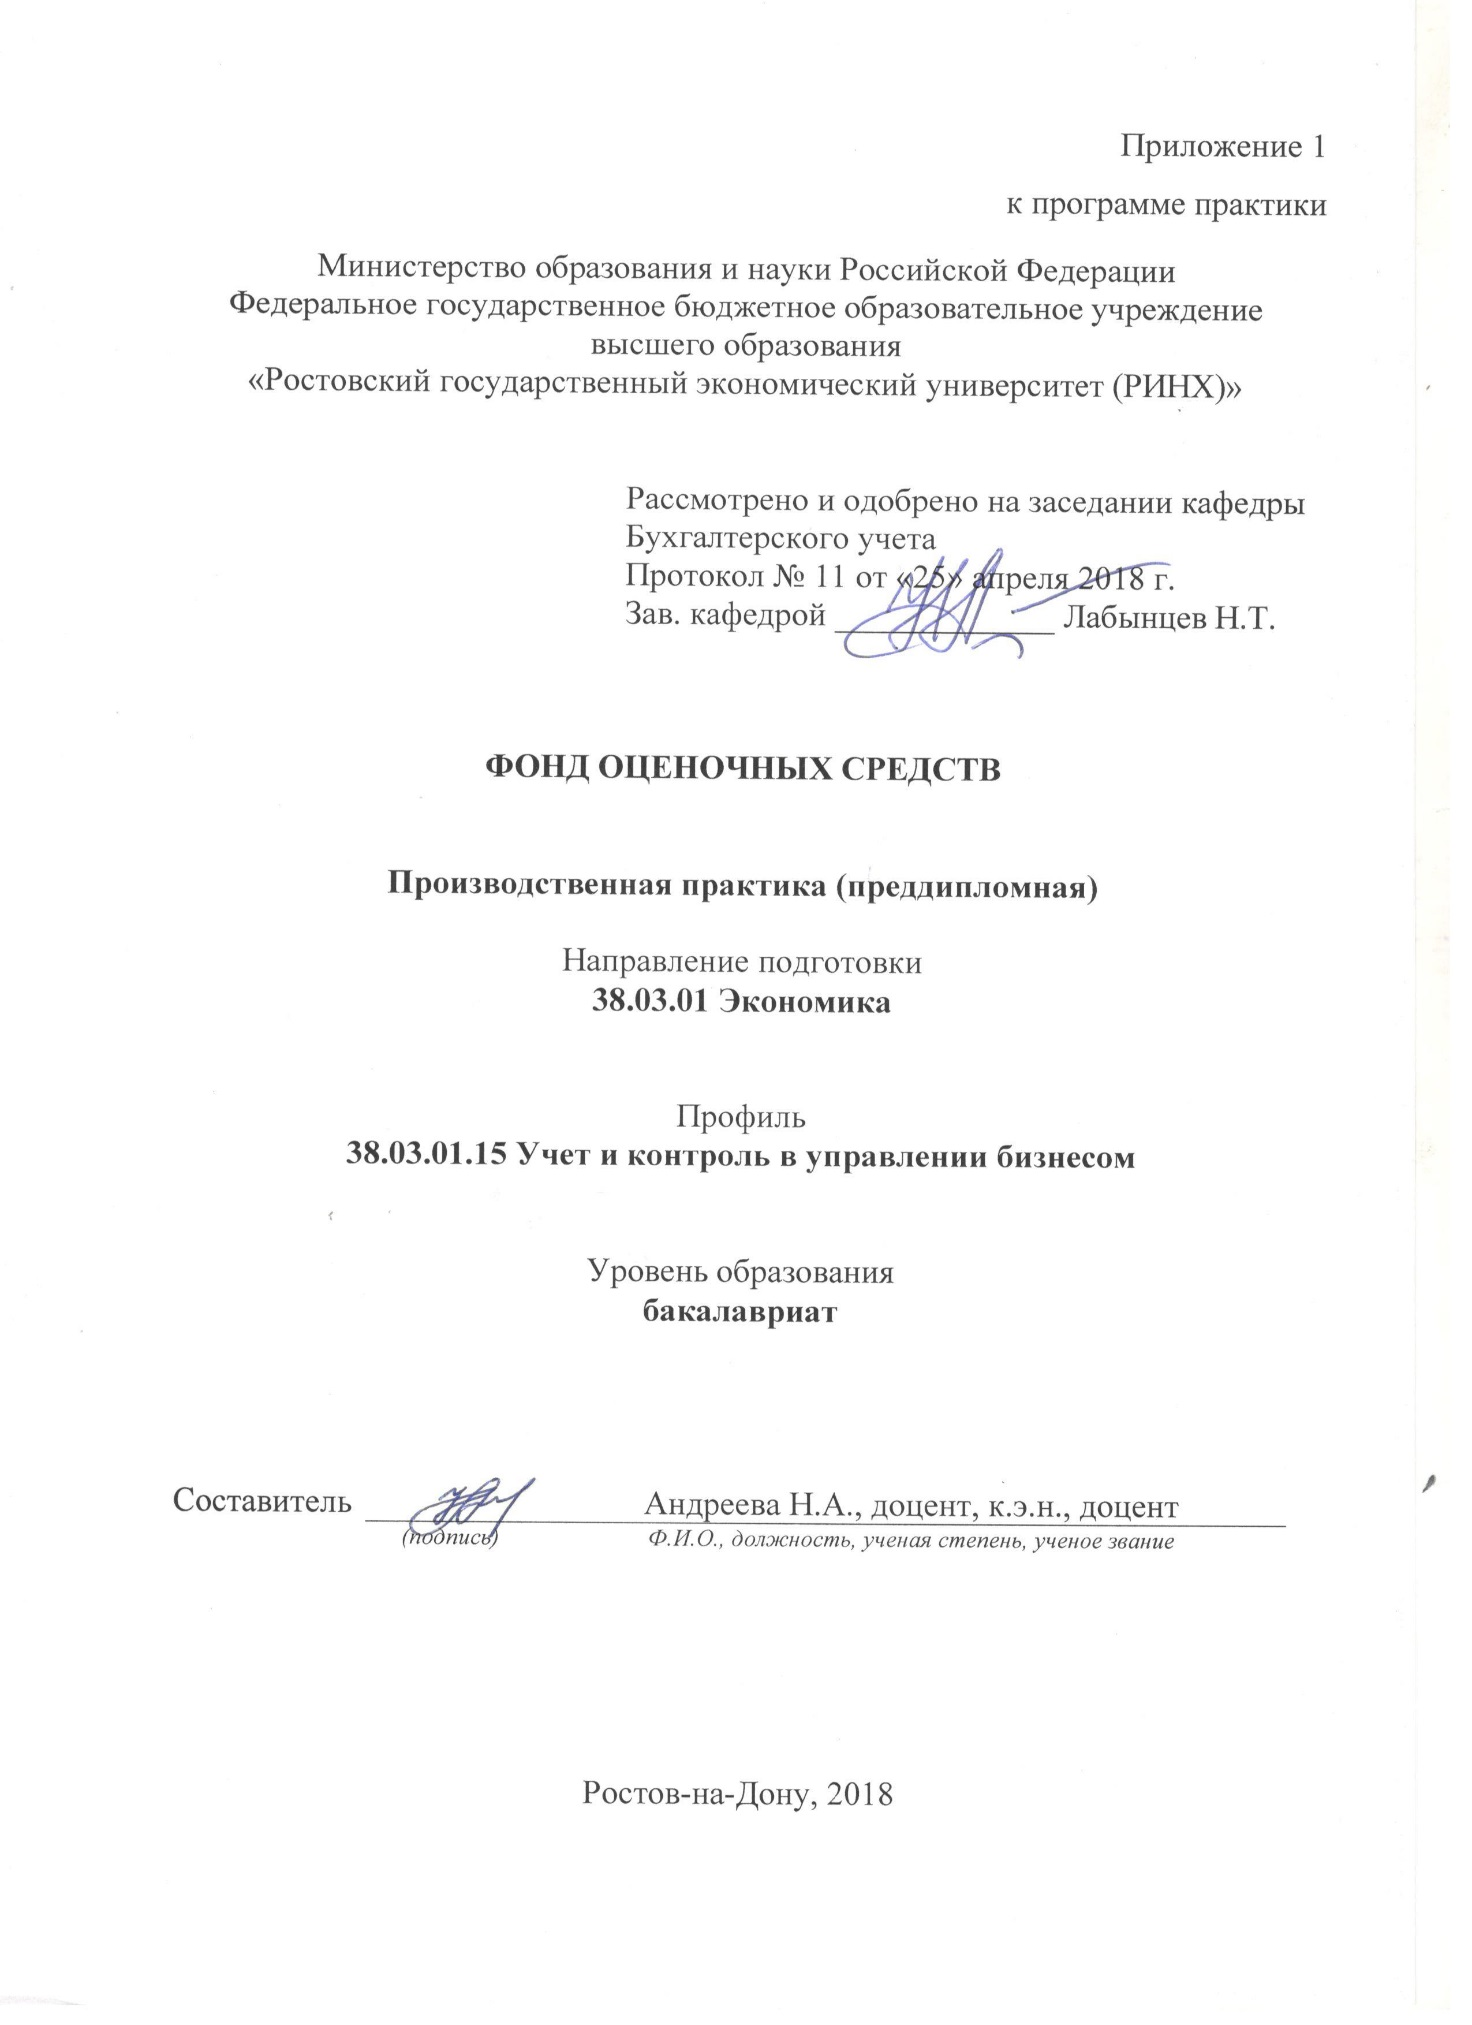 Приложение 1
к программе практики
Министерство образования и науки Российской Федерации
Федеральное государственное бюджетное образовательное учреждение
высшего образования
«Ростовский государственный экономический университет (РИНХ)»
Рассмотрено и одобрено на заседании кафедры
Бухгалтерского учета
Протокол № 11 от «25» апреля 2018 г.
Зав. кафедрой ______________ Лабынцев Н.Т.
ФОНД ОЦЕНОЧНЫХ СРЕДСТВ
Производственная практика (преддипломная)
Направление подготовки
38.03.01 Экономика
Профиль
38.03.01.15 Учет и контроль в управлении бизнесом
Уровень образования
бакалавриат
Составитель Андреева Н.А., доцент, к.э.н., доцент
(подпись) Ф.И.О., должность, ученая степень, ученое звание
Ростов-на-Дону, 2018